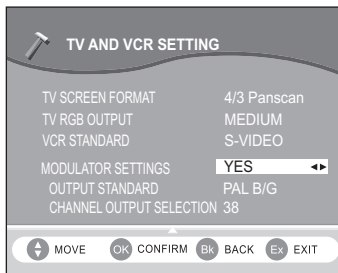 TV AND VCR SETTING
TV SCREEN FORMAT 4/3 Panscan
TV RGB OUTPUT MEDIUM
VCR STANDARD S-VIDEO
MODULATOR SETTINGS YES
OUTPUT STANDARD PAL B/G
CHANNEL OUTPUT SELECTION 38
MOVE OK CONFIRM Bk BACK Ex EXIT